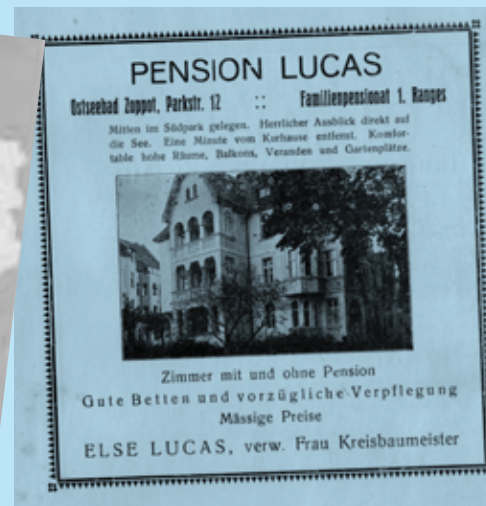 PENSION LUCAS
Ostseebad Zoppot, Parkstr. 12 :: Familienpensionat 1. Ranges
Mitten im Südpark gelegen. Herrlicher Ausblick direkt auf
die See. Eine Minute vom Kurhause entfernt. Komfor-
table hohe Räume, Balkons, Veranden und Gartenplätze.
Zimmer mit und ohne Pension
Gute Betten und vorzügliche Verpflegung
Mässige Preise
ELSE LUCAS, verw. Frau Kreisbaumeister